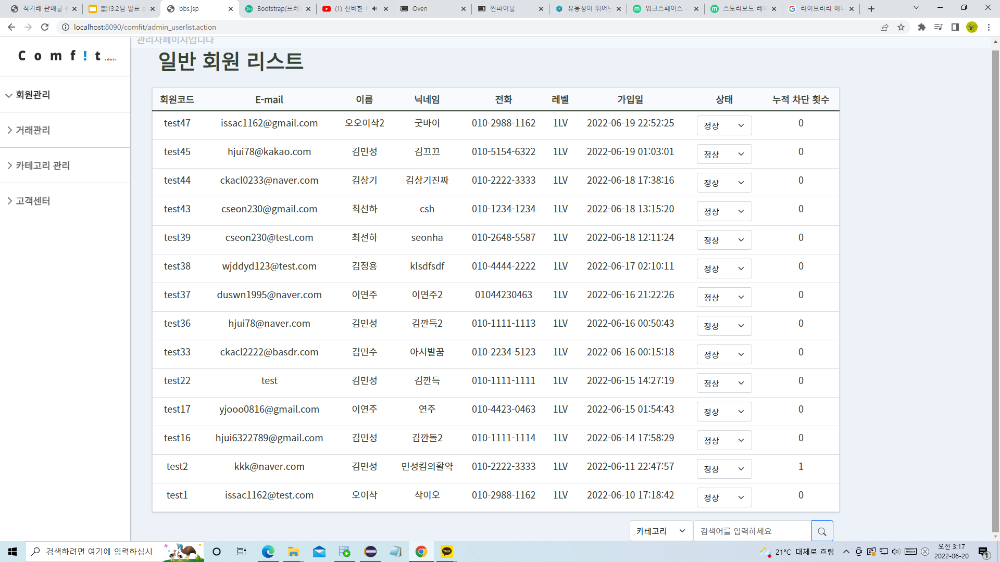 직거래 판매글
13.2팀 발표 p
bbs.jsp
Bootstrap(프레
(1) 신비한
Oven
찐파이널
유용성이 뛰어난
워크스페이스 -
스토리보드 레이
라이브러리 애니
localhost:8090/comfit/admin_userlist.action
관리자페이지입니다
Comf!t admin
일반 회원 리스트
회원관리
거래관리
카테고리 관리
고객센터
회원코드 E-mail 이름 닉네임 전화 레벨 가입일 상태 누적 차단 횟수
test47 issac1162@gmail.com 오오이삭2 굿바이 010-2988-1162 1LV 2022-06-19 22:52:25 정상 0
test45 hjui78@kakao.com 김민성 김끄끄 010-5154-6322 1LV 2022-06-19 01:03:01 정상 0
test44 ckacl0233@naver.com 김상기 김상기진짜 010-2222-3333 1LV 2022-06-18 17:38:16 정상 0
test43 cseon230@gmail.com 최선하 csh 010-1234-1234 1LV 2022-06-18 13:15:20 정상 0
test39 cseon230@test.com 최선하 seonha 010-2648-5587 1LV 2022-06-18 12:11:24 정상 0
test38 wjddyd123@test.com 김정용 klsdfsdf 010-4444-2222 1LV 2022-06-17 02:10:11 정상 0
test37 duswn1995@naver.com 이연주 이연주2 01044230463 1LV 2022-06-16 21:22:26 정상 0
test36 hjui78@naver.com 김민성 김깐득2 010-1111-1113 1LV 2022-06-16 00:50:43 정상 0
test33 ckacl2222@basdr.com 김민수 아시발꿈 010-2234-5123 1LV 2022-06-16 00:15:18 정상 0
test22 test 김민성 김깐득 010-1111-1111 1LV 2022-06-15 14:27:19 정상 0
test17 yjooo0816@gmail.com 이연주 연주 010-4423-0463 1LV 2022-06-15 01:54:43 정상 0
test16 hjui6322789@gmail.com 김민성 김깐돌2 010-1111-1114 1LV 2022-06-14 17:58:29 정상 0
test2 kkk@naver.com 김민성 민성킴의활약 010-2222-3333 1LV 2022-06-11 22:47:57 정상 1
test1 issac1162@test.com 오이삭 삭이오 010-2988-1162 1LV 2022-06-10 17:18:42 정상 0
카테고리 검색어를 입력하세요
검색하려면 여기에 입력하십시
TALK
21°C 대체로 흐림
오전 3:17
2022-06-20
1